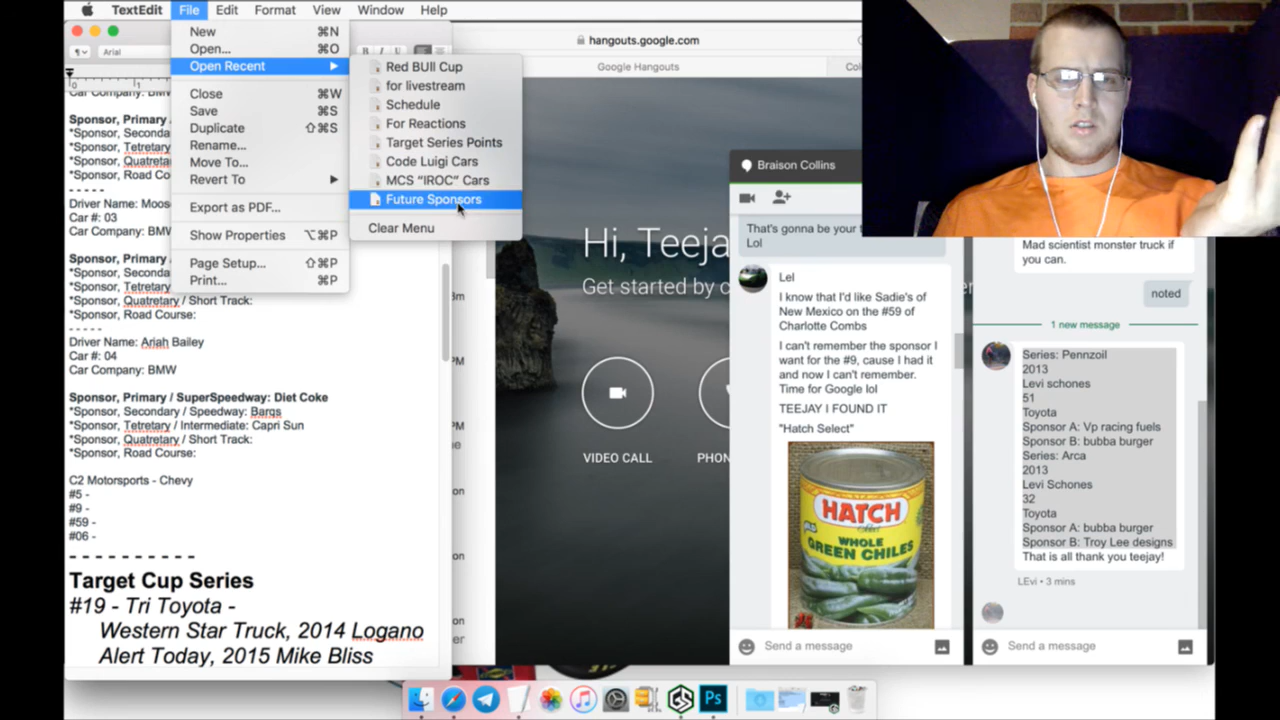 TextEdit File Edit Format View Window Help
Arial B I U
0 1
New ⌘N
Open... ⌘O
Open Recent ▶
Close ⌘W
Save ⌘S
Duplicate ⇧⌘S
Rename...
Move To...
Revert To ▶
Export as PDF...
Show Properties ⌥⌘P
Page Setup... ⇧⌘P
Print... ⌘P
Red BUll Cup
for livestream
Schedule
For Reactions
Target Series Points
Code Luigi Cars
MCS “IROC” Cars
Future Sponsors
Clear Menu
Car Company: BMW
Sponsor, Primary
*Sponsor, Seconda
*Sponsor, Tetretary
*Sponsor, Quatretary
*Sponsor, Road Co
- - - - -
Driver Name: Moos
Car #: 03
Car Company: BMW
Sponsor, Primary
*Sponsor, Seconda
*Sponsor, Tetretary
*Sponsor, Quatretary / Short Track:
*Sponsor, Road Course:
- - - - -
Driver Name: Ariah Bailey
Car #: 04
Car Company: BMW
Sponsor, Primary / SuperSpeedway: Diet Coke
*Sponsor, Secondary / Speedway: Barqs
*Sponsor, Tetretary / Intermediate: Capri Sun
*Sponsor, Quatretary / Short Track:
*Sponsor, Road Course:
C2 Motorsports - Chevy
#5 -
#9 -
#59 -
#06 -
- - - - - - - - - -
Target Cup Series
#19 - Tri Toyota -
Western Star Truck, 2014 Logano
Alert Today, 2015 Mike Bliss
hangouts.google.com
Google Hangouts
Hi, Teeja
Get started by c
VIDEO CALL
PHON
Braison Collins
That's gonna be your t
Lol
Lel
I know that I'd like Sadie's of
New Mexico on the #59 of
Charlotte Combs
I can't remember the sponsor I
want for the #9, cause I had it
and now I can't remember.
Time for Google lol
TEEJAY I FOUND IT
"Hatch Select"
HATCH
Select
WHOLE
GREEN CHILES
Send a message
Mad scientist monster truck if
you can.
noted
1 new message
Series: Pennzoil
2013
Levi schones
51
Toyota
Sponsor A: Vp racing fuels
Sponsor B: bubba burger
Series: Arca
2013
Levi Schones
32
Toyota
Sponsor A: bubba burger
Sponsor B: Troy Lee designs
That is all thank you teejay!
LEvi • 3 mins
Send a message
Ps